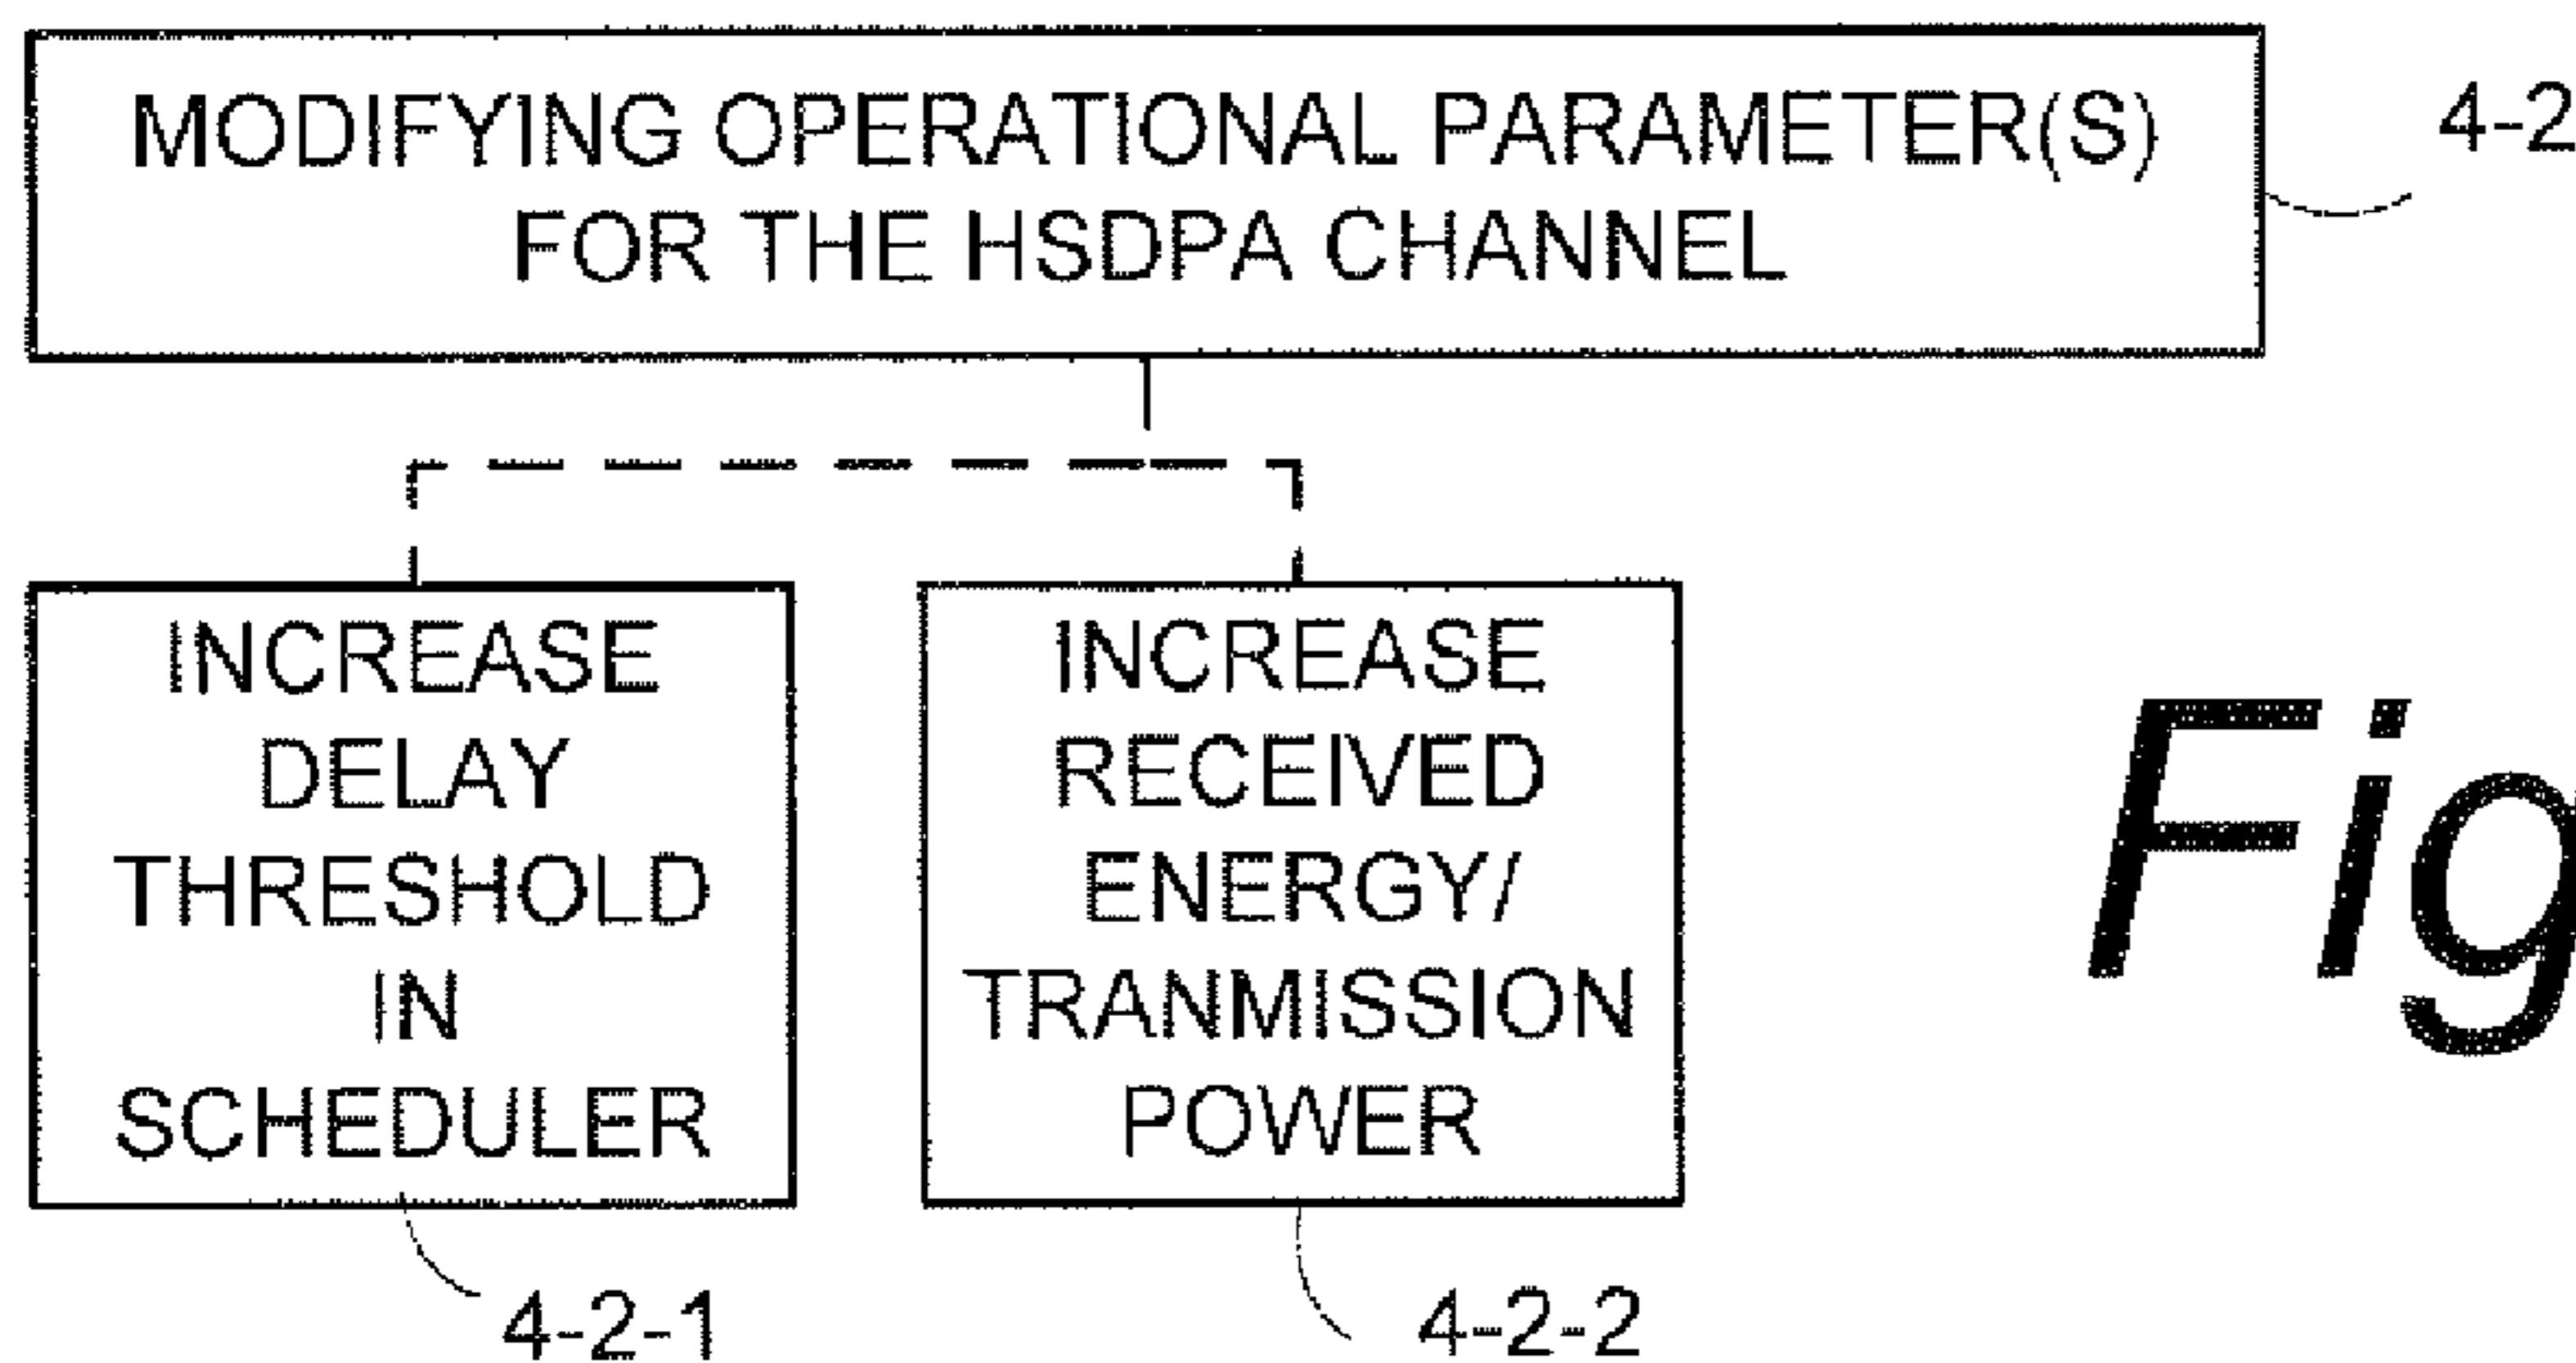 MODIFYING OPERATIONAL PARAMETER(S)
FOR THE HSDPA CHANNEL
4-2
INCREASE
DELAY
THRESHOLD
IN
SCHEDULER
4-2-1
INCREASE
RECEIVED
ENERGY/
TRANMISSION
POWER
4-2-2
Fig